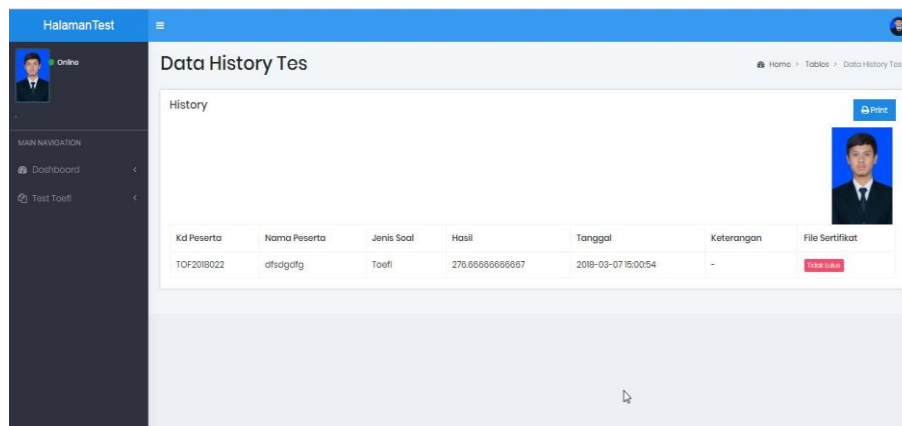 HalamanTest
Online
Data History Tes
Home > Tables > Data History Tes
History
Print
-
MAIN NAVIGATION
Dashboard
Test Toefl
Kd Peserta Nama Peserta Jenis Soal Hasil Tanggal Keterangan File Sertifikat
TOF2018022 dfsdgdfg Toefl 276.66666666667 2018-03-07 15:00:54 - Tidak Lulus